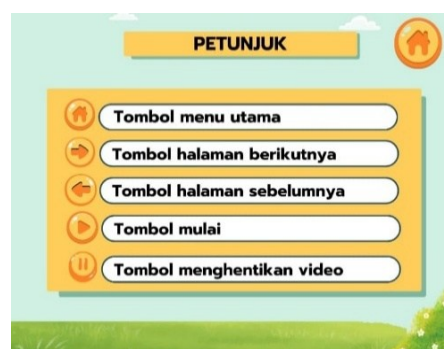 PETUNJUK
Tombol menu utama
Tombol halaman berikutnya
Tombol halaman sebelumnya
Tombol mulai
Tombol menghentikan video